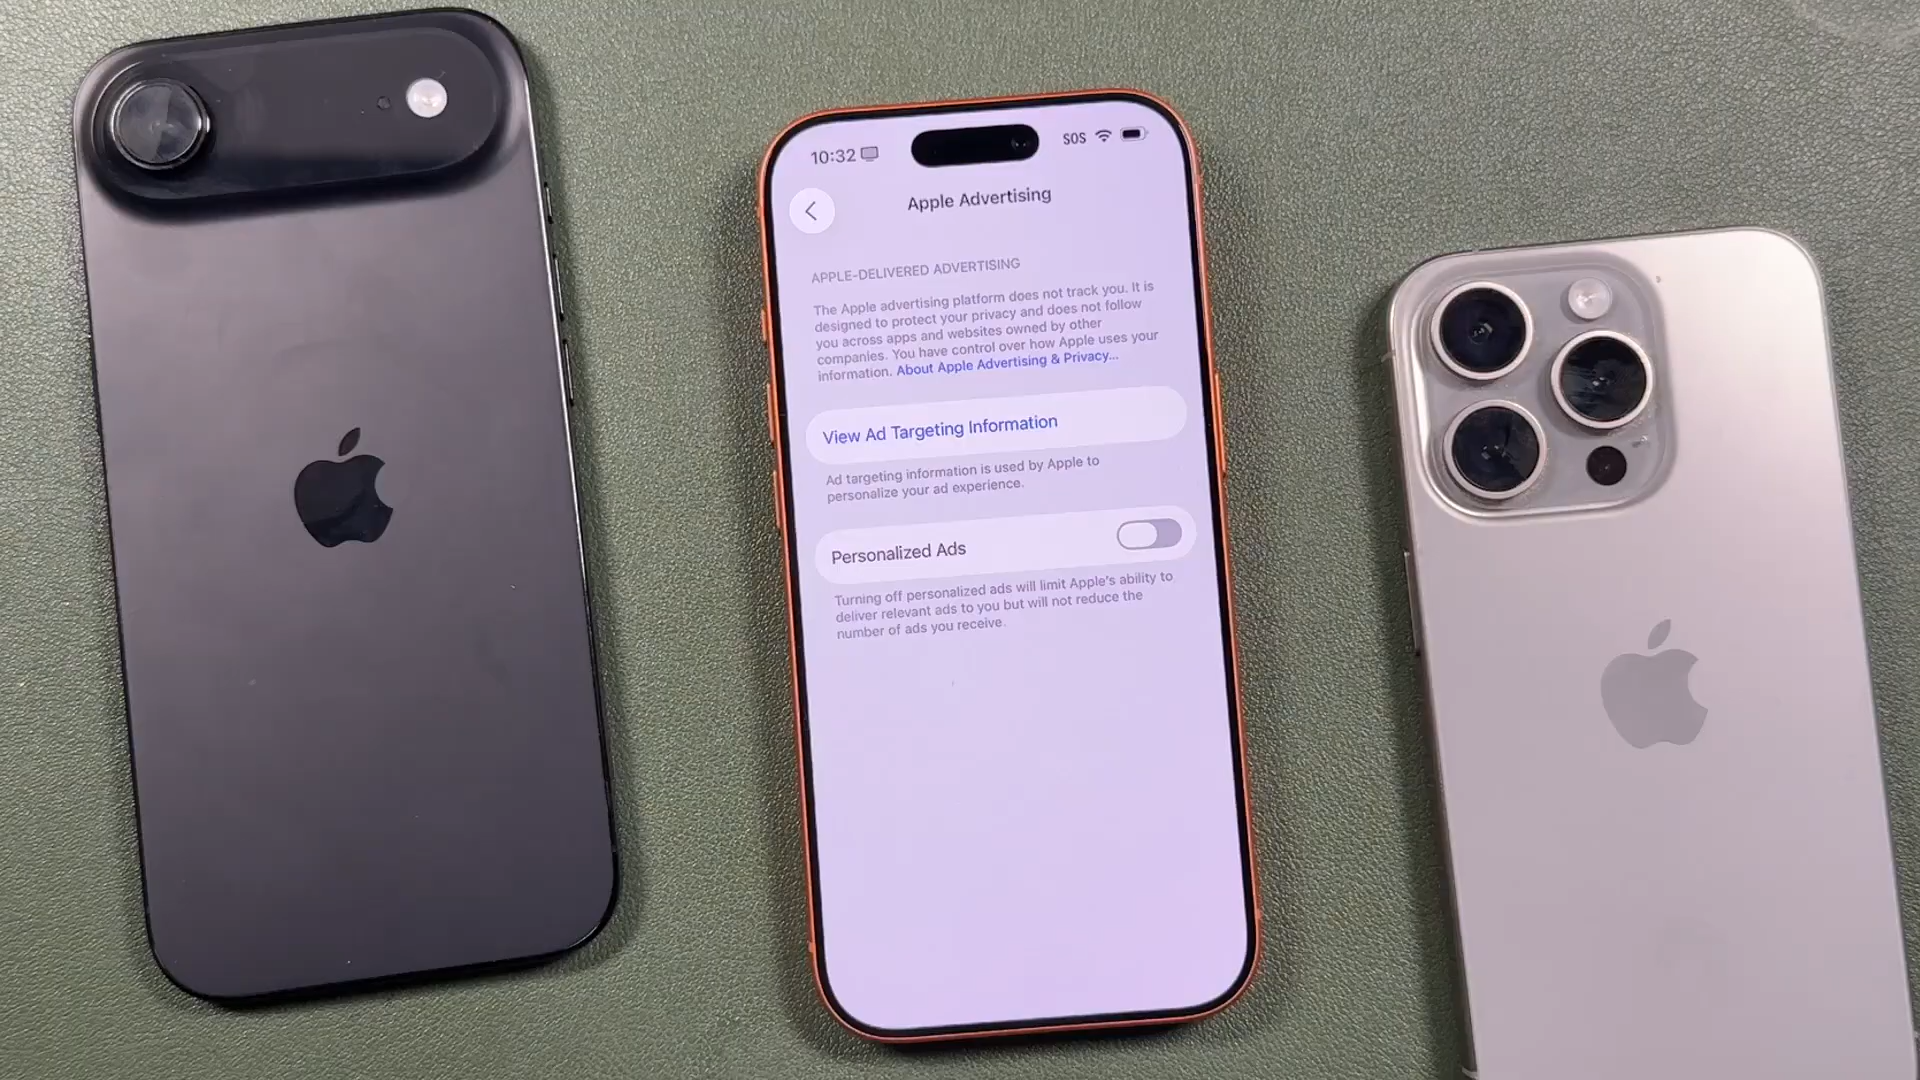 10:32
SOS
Apple Advertising
APPLE-DELIVERED ADVERTISING
The Apple advertising platform does not track you. It is
designed to protect your privacy and does not follow
you across apps and websites owned by other
companies. You have control over how Apple uses your
information. About Apple Advertising & Privacy...
View Ad Targeting Information
Ad targeting information is used by Apple to
personalize your ad experience.
Personalized Ads
Turning off personalized ads will limit Apple's ability to
deliver relevant ads to you but will not reduce the
number of ads you receive.